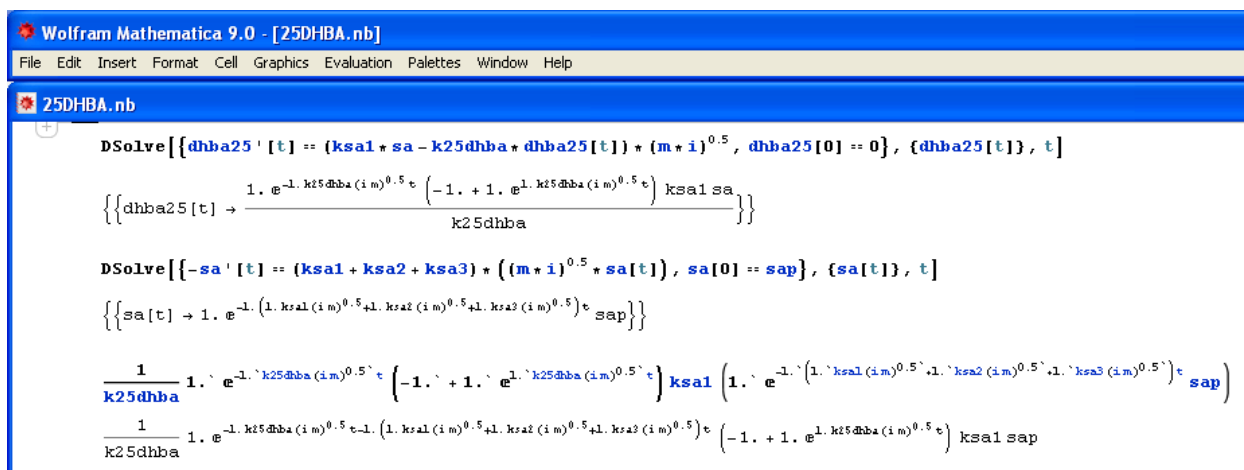 Wolfram Mathematica 9.0 - [25DHBA.nb]
File Edit Insert Format Cell Graphics Evaluation Palettes Window Help
25DHBA.nb
DSolve[{dhba25'[t] == (ksa1 * sa - k25dhba * dhba25[t]) * (m * i)^0.5, dhba25[0] == 0}, {dhba25[t]}, t]
{{dhba25[t] → (1. e^(-1. k25dhba (i m)^0.5 t) (-1. + 1. e^(1. k25dhba (i m)^0.5 t)) ksa1 sa) / k25dhba}}
DSolve[{-sa'[t] == (ksa1 + ksa2 + ksa3) * ((m * i)^0.5 * sa[t]), sa[0] == sap}, {sa[t]}, t]
{{sa[t] → 1. e^(-1. (1. ksa1 (i m)^0.5 + 1. ksa2 (i m)^0.5 + 1. ksa3 (i m)^0.5) t) sap}}
1/k25dhba 1.` e^(-1.` k25dhba (i m)^0.5` t) (-1.` + 1.` e^(1.` k25dhba (i m)^0.5` t)) ksa1 (1.` e^(-1.` (1.` ksa1 (i m)^0.5` + 1.` ksa2 (i m)^0.5` + 1.` ksa3 (i m)^0.5`) t) sap)
1/k25dhba 1. e^(-1. k25dhba (i m)^0.5 t - 1. (1. ksa1 (i m)^0.5 + 1. ksa2 (i m)^0.5 + 1. ksa3 (i m)^0.5) t) (-1. + 1. e^(1. k25dhba (i m)^0.5 t)) ksa1 sap